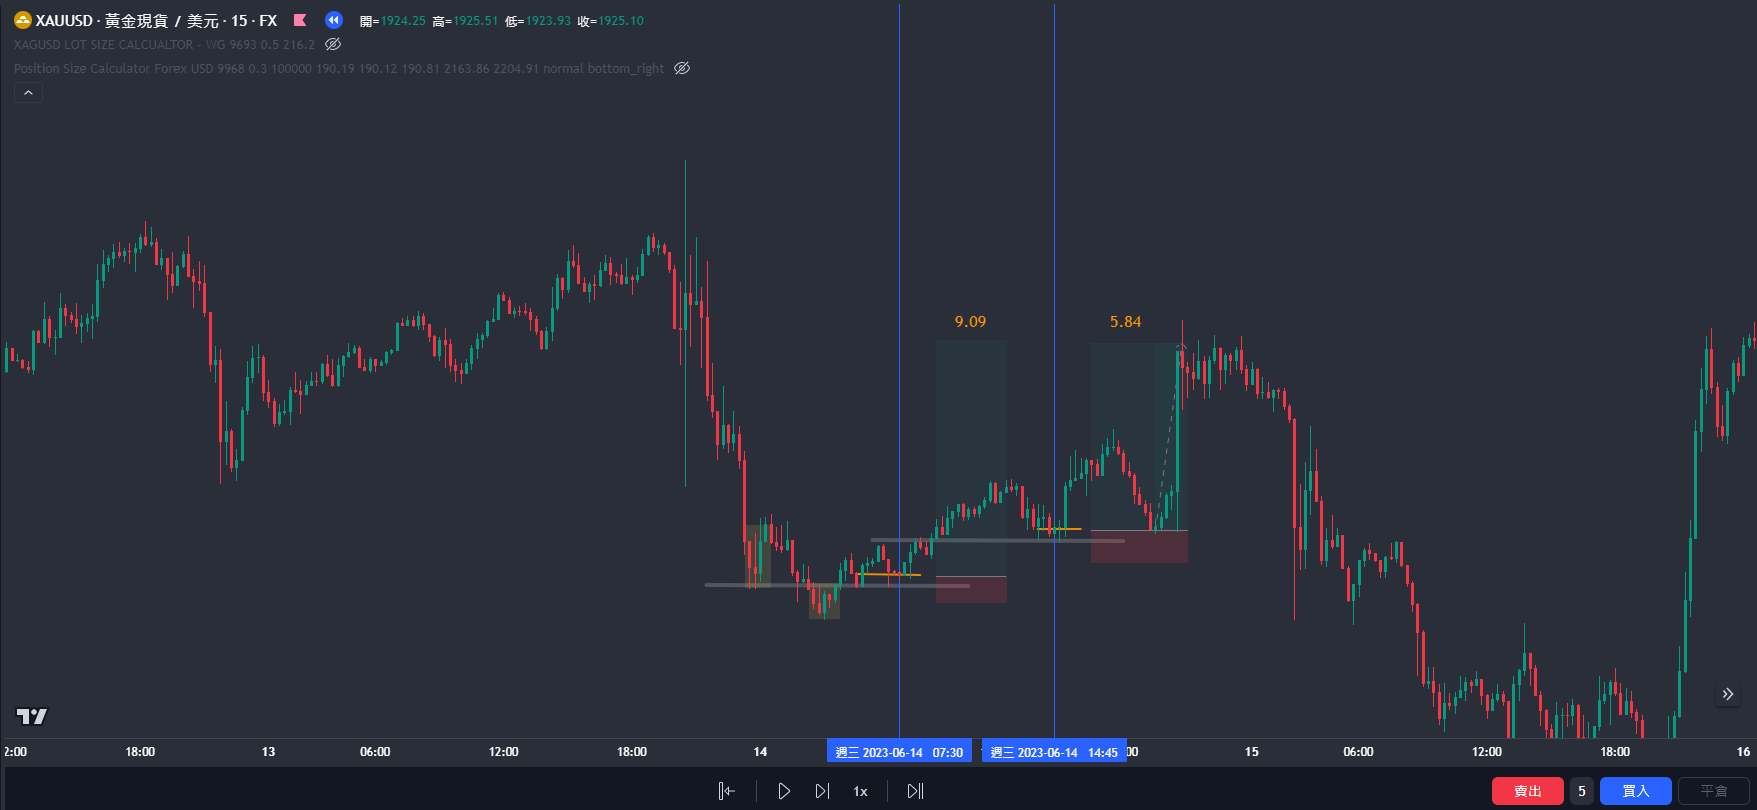 XAUUSD · 黃金現貨 / 美元 · 15 · FX 開=1924.25 高=1925.51 低=1923.93 收=1925.10
XAGUSD LOT SIZE CALCUALTOR - WG 9693 0.5 216.2
Position Size Calculator Forex USD 9968 0.3 100000 190.19 190.12 190.81 2163.86 2204.91 normal bottom_right
9.09 5.84
2:00 18:00 13 06:00 12:00 18:00 14 週三 2023-06-14 07:30 週三 2023-06-14 14:45 :00 15 06:00 12:00 18:00 16
1x 賣出 5 買入 平倉